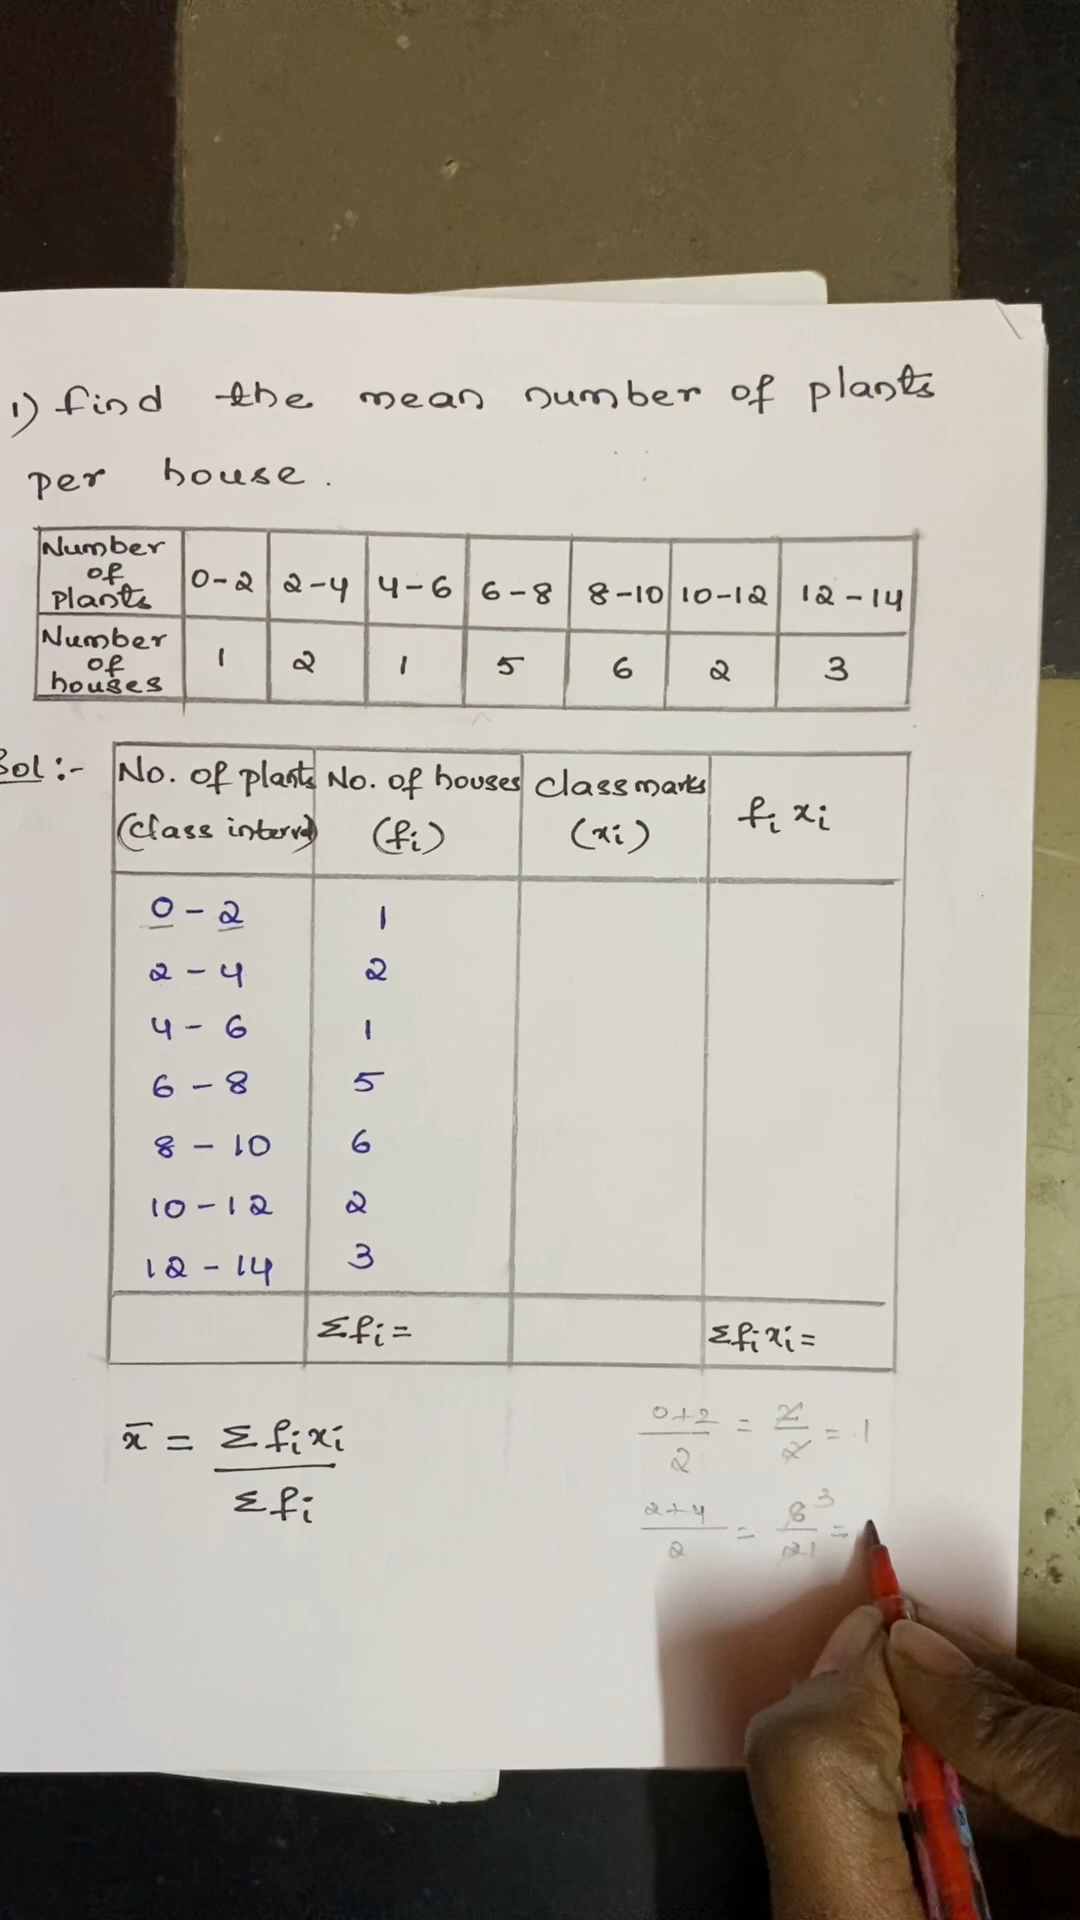 1) find the mean number of plants
per house.
Number of plants 0-2 2-4 4-6 6-8 8-10 10-12 12-14
Number of houses 1 2 1 5 6 2 3
Sol:-
No. of plants (Class interval) No. of houses (fi) Classmarks (xi) fi xi
0-2 1
2-4 2
4-6 1
6-8 5
8-10 6
10-12 2
12-14 3
Σfi= Σfixi=
x̄ = Σfixi / Σfi
0+2/2 = 2/2 = 1
2+4/2 = 6 3/2 1 =